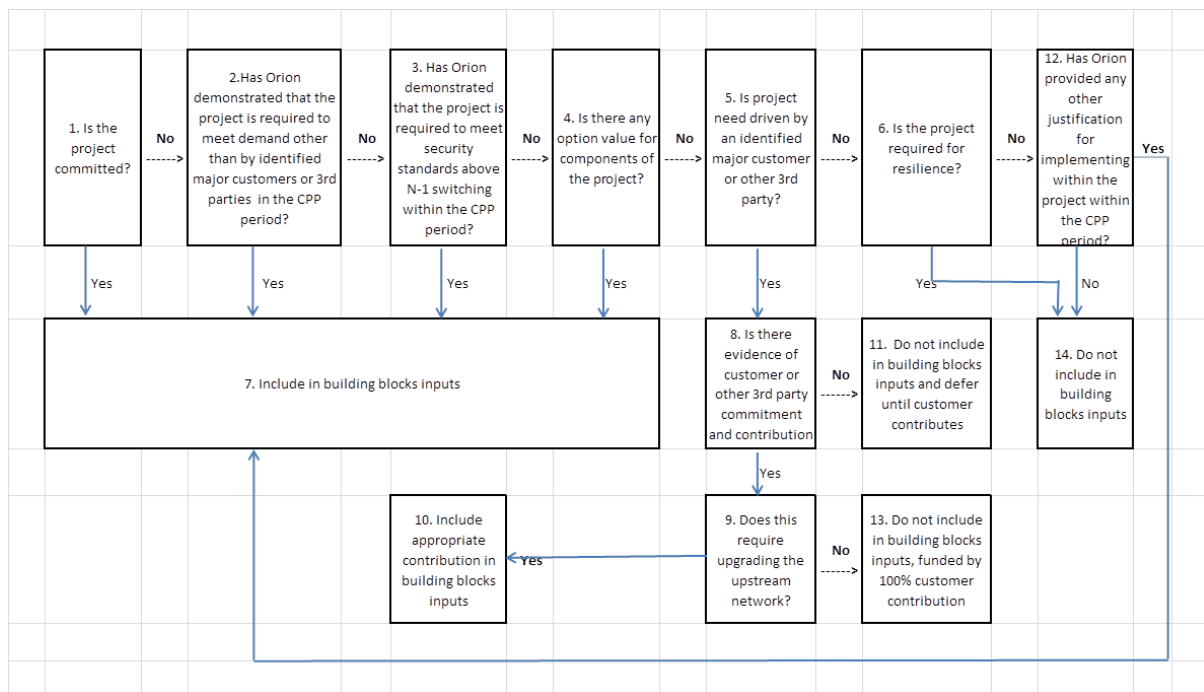 1. Is the
project
committed?
No
2.Has Orion
demonstrated that the
project is required to
meet demand other
than by identified
major customers or 3rd
parties in the CPP
period?
No
3. Has Orion
demonstrated
that the project is
required to meet
security
standards above
N-1 switching
within the CPP
period?
No
4. Is there any
option value for
components of
the project?
No
5. Is project
need driven by
an identified
major customer
or other 3rd
party?
No
6. Is the project
required for
resilience?
No
12. Has Orion
provided any
other
justification
for
implementing
within the
project within
the CPP
period?
Yes
Yes
Yes
Yes
Yes
Yes
Yes
No
7. Include in building blocks inputs
8. Is there
evidence of
customer or
other 3rd party
commitment
and contribution
No
11. Do not include
in building blocks
inputs and defer
until customer
contributes
14. Do not
include in
building
blocks inputs
Yes
10. Include
appropriate
contribution in
building blocks
inputs
Yes
9. Does this
require
upgrading the
upstream
network?
No
13. Do not include
in building blocks
inputs, funded by
100% customer
contribution